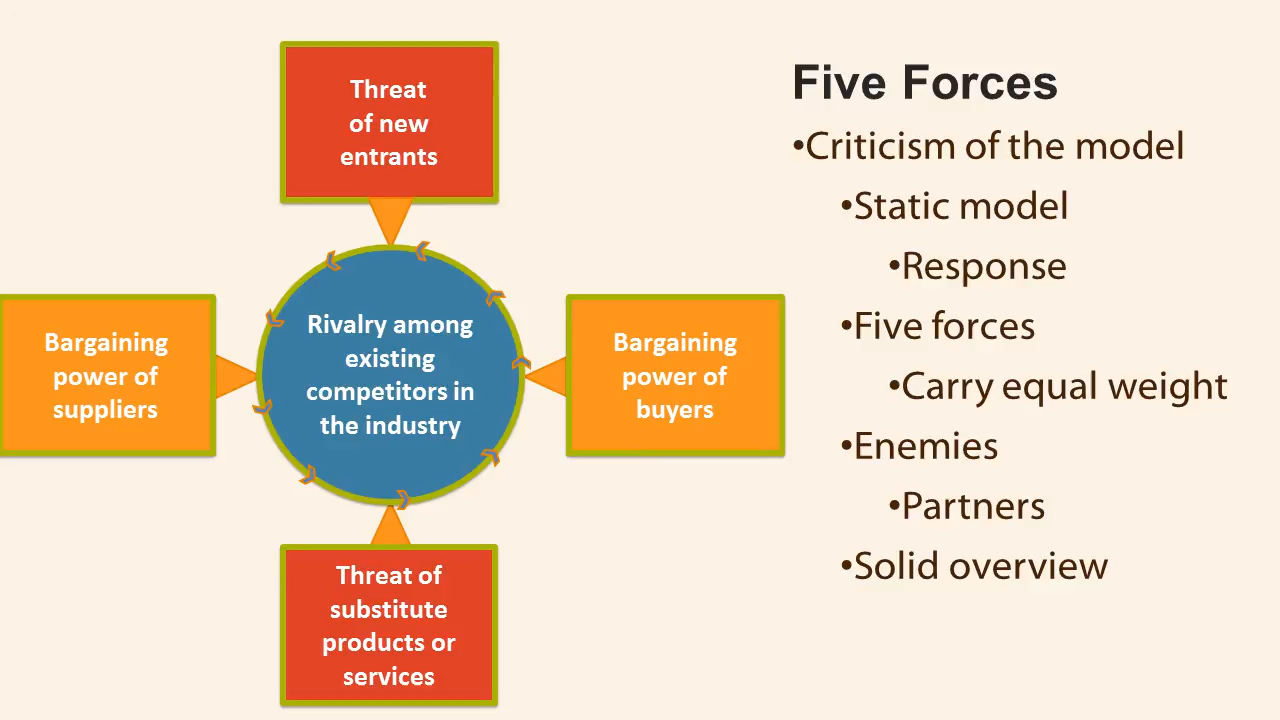 Threat
of new
entrants
Bargaining
power of
suppliers
Rivalry among
existing
competitors in
the industry
Bargaining
power of
buyers
Threat of
substitute
products or
services
Five Forces
•Criticism of the model
•Static model
•Response
•Five forces
•Carry equal weight
•Enemies
•Partners
•Solid overview